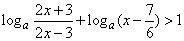 log_a (2x+3)/(2x-3) + log_a (x - 7/6) > 1